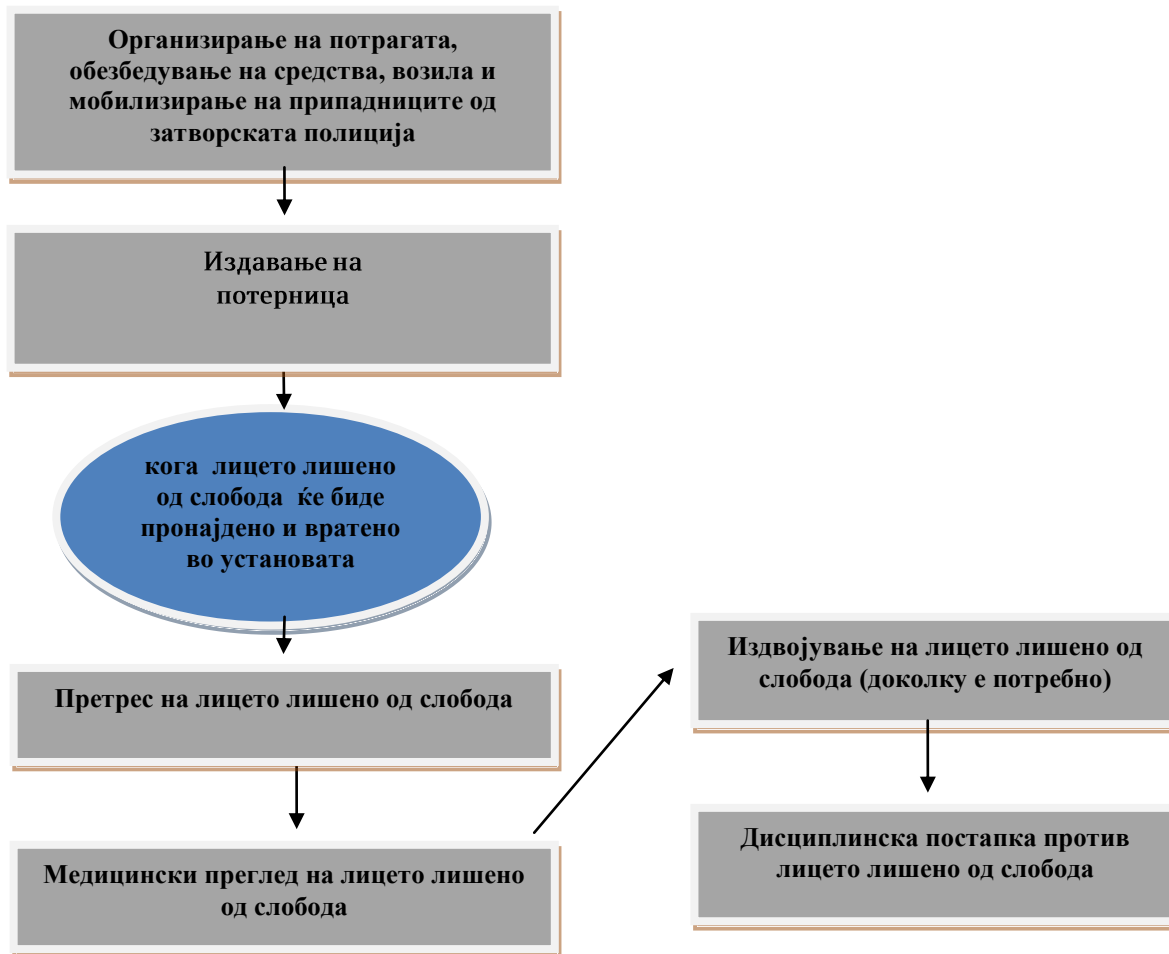 Организирање на потрагата,
обезбедување на средства, возила и
мобилизирање на припадниците од
затворската полиција
Издавање на
потерница
кога лицето лишено
од слобода ќе биде
пронајдено и вратено
во установата
Претрес на лицето лишено од слобода
Медицински преглед на лицето лишено
од слобода
Издвојување на лицето лишено од
слобода (доколку е потребно)
Дисциплинска постапка против
лицето лишено од слобода